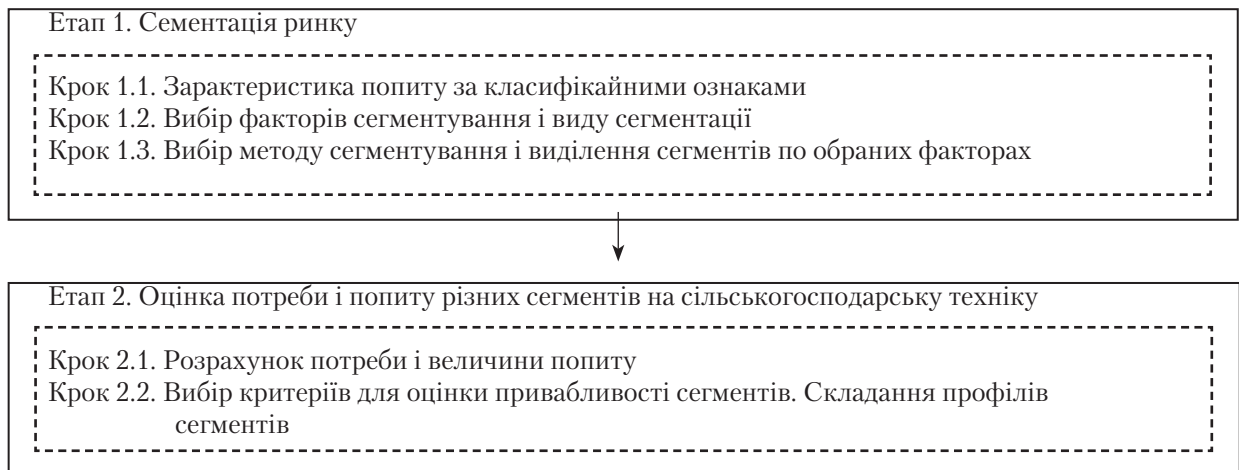 Етап 1. Сементація ринку
Крок 1.1. Зарактеристика попиту за класифікайними ознаками
Крок 1.2. Вибір факторів сегментування і виду сегментації
Крок 1.3. Вибір методу сегментування і виділення сегментів по обраних факторах
Етап 2. Оцінка потреби і попиту різних сегментів на сільськогосподарську техніку
Крок 2.1. Розрахунок потреби і величини попиту
Крок 2.2. Вибір критеріїв для оцінки привабливості сегментів. Складання профілів
сегментів